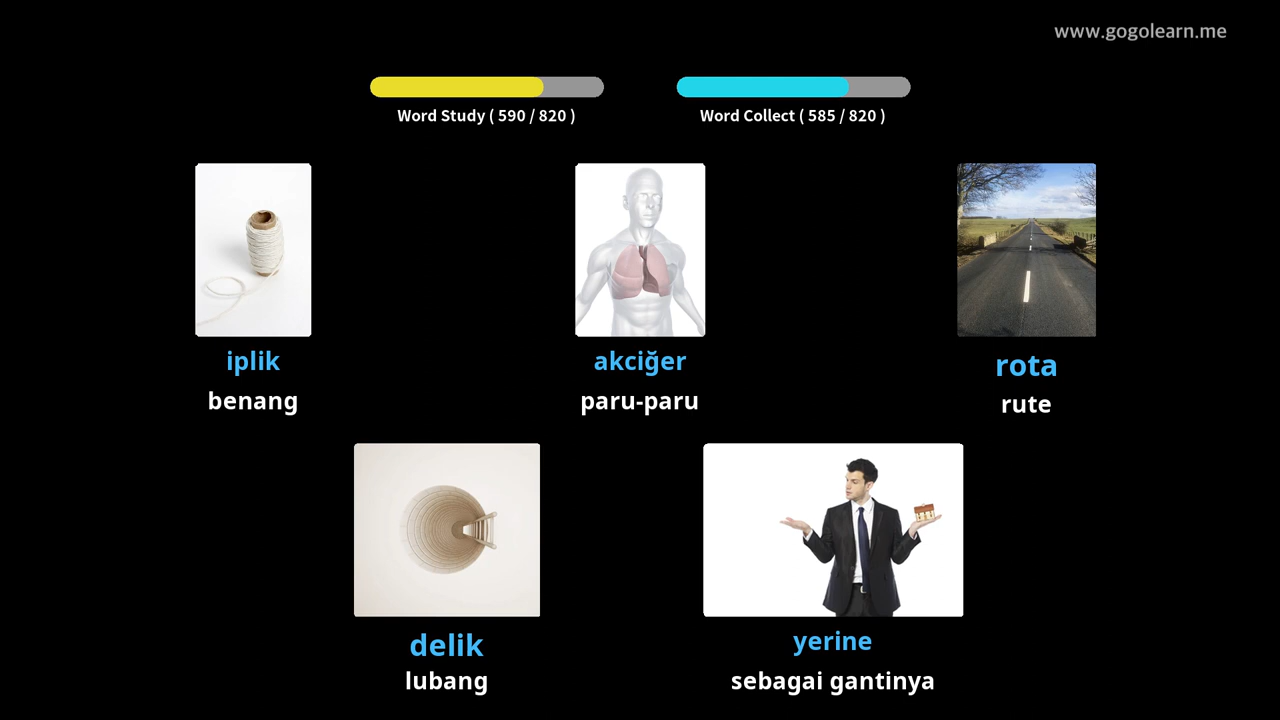 www.gogolearn.me
Word Study ( 590 / 820 )
Word Collect ( 585 / 820 )
iplik
benang
akciğer
paru-paru
rota
rute
delik
lubang
yerine
sebagai gantinya